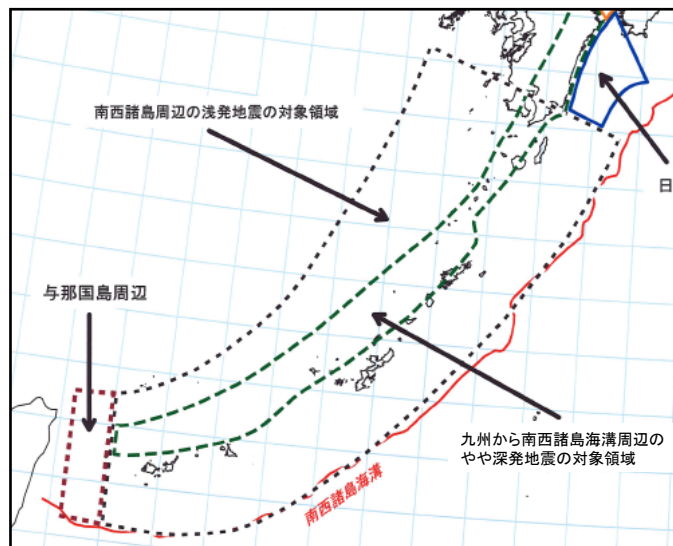 南西諸島周辺の浅発地震の対象領域
日
与那国島周辺
九州から南西諸島海溝周辺の
やや深発地震の対象領域
南西諸島海溝